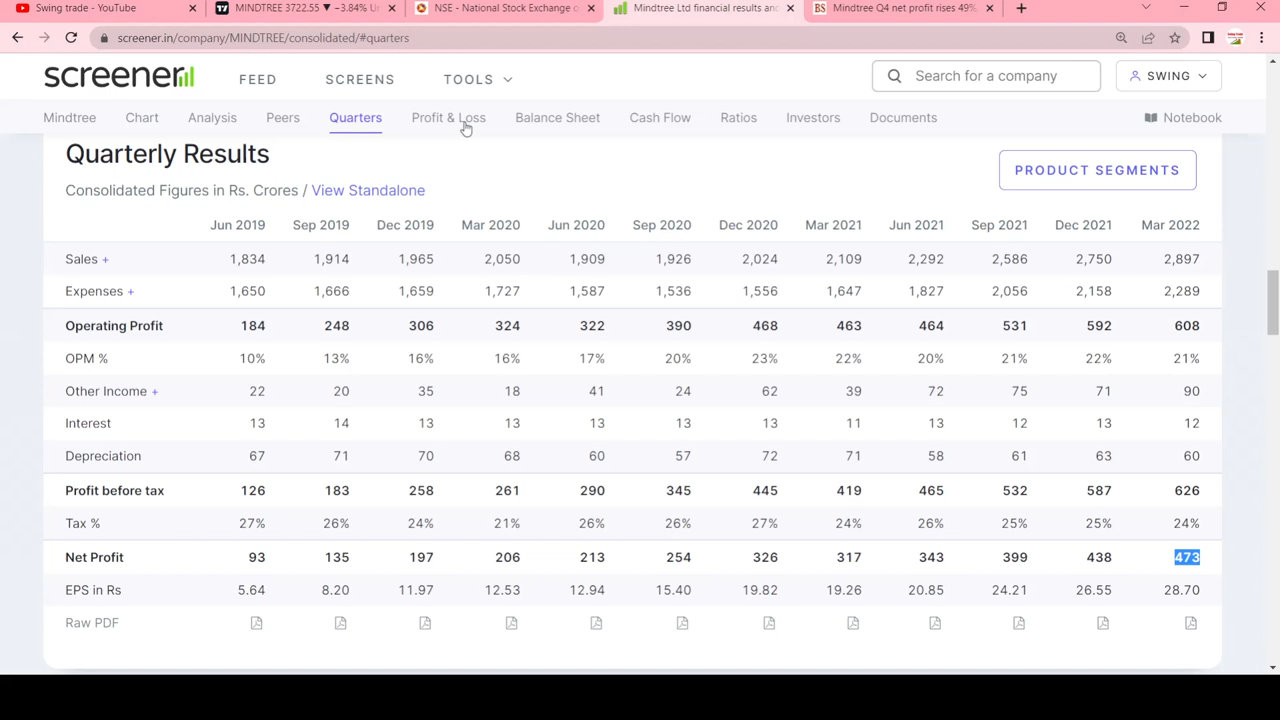 Swing trade - YouTube
MINDTREE 3722.55 ▼ −3.84% U
NSE - National Stock Exchange o
Mindtree Ltd financial results an
BS Mindtree Q4 net profit rises 49%
screener.in/company/MINDTREE/consolidated/#quarters
screener
FEED SCREENS TOOLS
Search for a company
SWING
Mindtree Chart Analysis Peers Quarters Profit & Loss Balance Sheet Cash Flow Ratios Investors Documents Notebook
Quarterly Results
PRODUCT SEGMENTS
Consolidated Figures in Rs. Crores / View Standalone
Jun 2019 Sep 2019 Dec 2019 Mar 2020 Jun 2020 Sep 2020 Dec 2020 Mar 2021 Jun 2021 Sep 2021 Dec 2021 Mar 2022
Sales + 1,834 1,914 1,965 2,050 1,909 1,926 2,024 2,109 2,292 2,586 2,750 2,897
Expenses + 1,650 1,666 1,659 1,727 1,587 1,536 1,556 1,647 1,827 2,056 2,158 2,289
Operating Profit 184 248 306 324 322 390 468 463 464 531 592 608
OPM % 10% 13% 16% 16% 17% 20% 23% 22% 20% 21% 22% 21%
Other Income + 22 20 35 18 41 24 62 39 72 75 71 90
Interest 13 14 13 13 13 13 13 11 13 12 13 12
Depreciation 67 71 70 68 60 57 72 71 58 61 63 60
Profit before tax 126 183 258 261 290 345 445 419 465 532 587 626
Tax % 27% 26% 24% 21% 26% 26% 27% 24% 26% 25% 25% 24%
Net Profit 93 135 197 206 213 254 326 317 343 399 438 473
EPS in Rs 5.64 8.20 11.97 12.53 12.94 15.40 19.82 19.26 20.85 24.21 26.55 28.70
Raw PDF